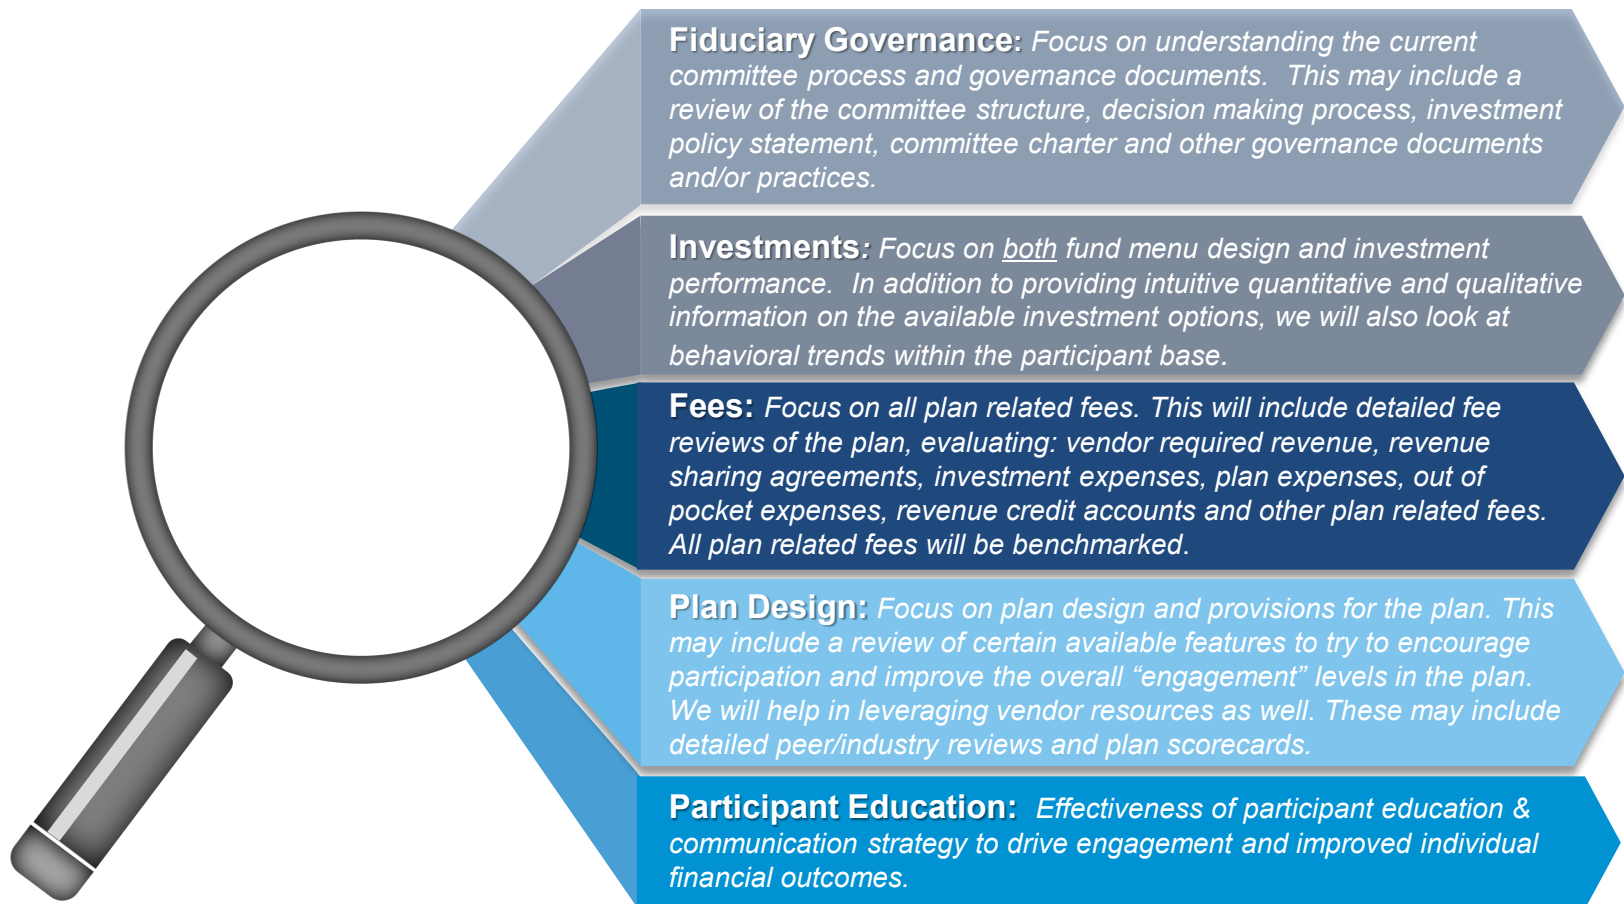 Fiduciary Governance: Focus on understanding the current
committee process and governance documents.  This may include a
review of the committee structure, decision making process, investment
policy statement, committee charter and other governance documents
and/or practices.
Investments: Focus on both fund menu design and investment
performance.  In addition to providing intuitive quantitative and qualitative
information on the available investment options, we will also look at
behavioral trends within the participant base.
Fees: Focus on all plan related fees. This will include detailed fee
reviews of the plan, evaluating: vendor required revenue, revenue
sharing agreements, investment expenses, plan expenses, out of
pocket expenses, revenue credit accounts and other plan related fees.
All plan related fees will be benchmarked.
Plan Design: Focus on plan design and provisions for the plan. This
may include a review of certain available features to try to encourage
participation and improve the overall “engagement” levels in the plan.
We will help in leveraging vendor resources as well. These may include
detailed peer/industry reviews and plan scorecards.
Participant Education:  Effectiveness of participant education &
communication strategy to drive engagement and improved individual
financial outcomes.